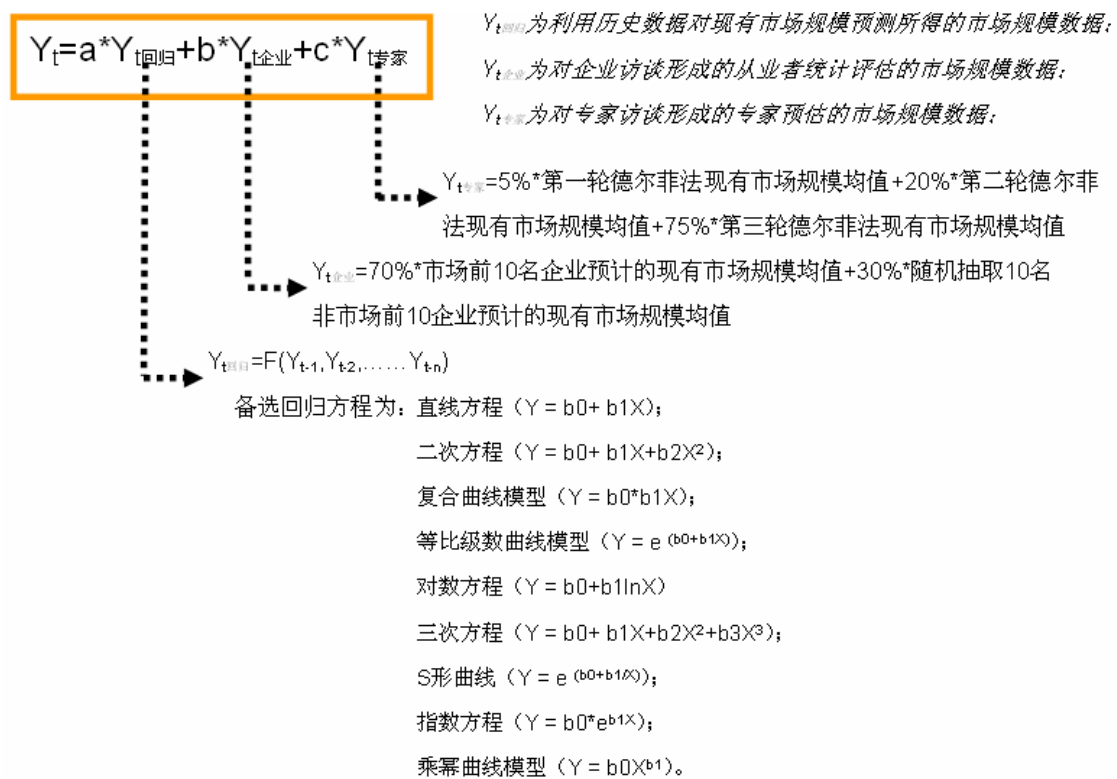 Yt=a*Yt回归+b*Yt企业+c*Yt专家
Yt回归为利用历史数据对现有市场规模预测所得的市场规模数据;
Yt企业为对企业访谈形成的从业者统计评估的市场规模数据;
Yt专家为对专家访谈形成的专家预估的市场规模数据;
Yt专家=5%*第一轮德尔菲法现有市场规模均值+20%*第二轮德尔菲
法现有市场规模均值+75%*第三轮德尔菲法现有市场规模均值
Yt企业=70%*市场前10名企业预计的现有市场规模均值+30%*随机抽取10名
非市场前10企业预计的现有市场规模均值
Yt回归=F(Yt-1,Yt-2,……Yt-n)
备选回归方程为：直线方程（Y = b0+ b1X);
二次方程（Y = b0+ b1X+b2X²);
复合曲线模型（Y = b0*b1X);
等比级数曲线模型（Y = e (b0+b1X));
对数方程（Y = b0+b1lnX)
三次方程（Y = b0+ b1X+b2X²+b3X³);
S形曲线（Y = e (b0+b1/X));
指数方程（Y = b0*eb1X);
乘幂曲线模型（Y = b0Xb1)。